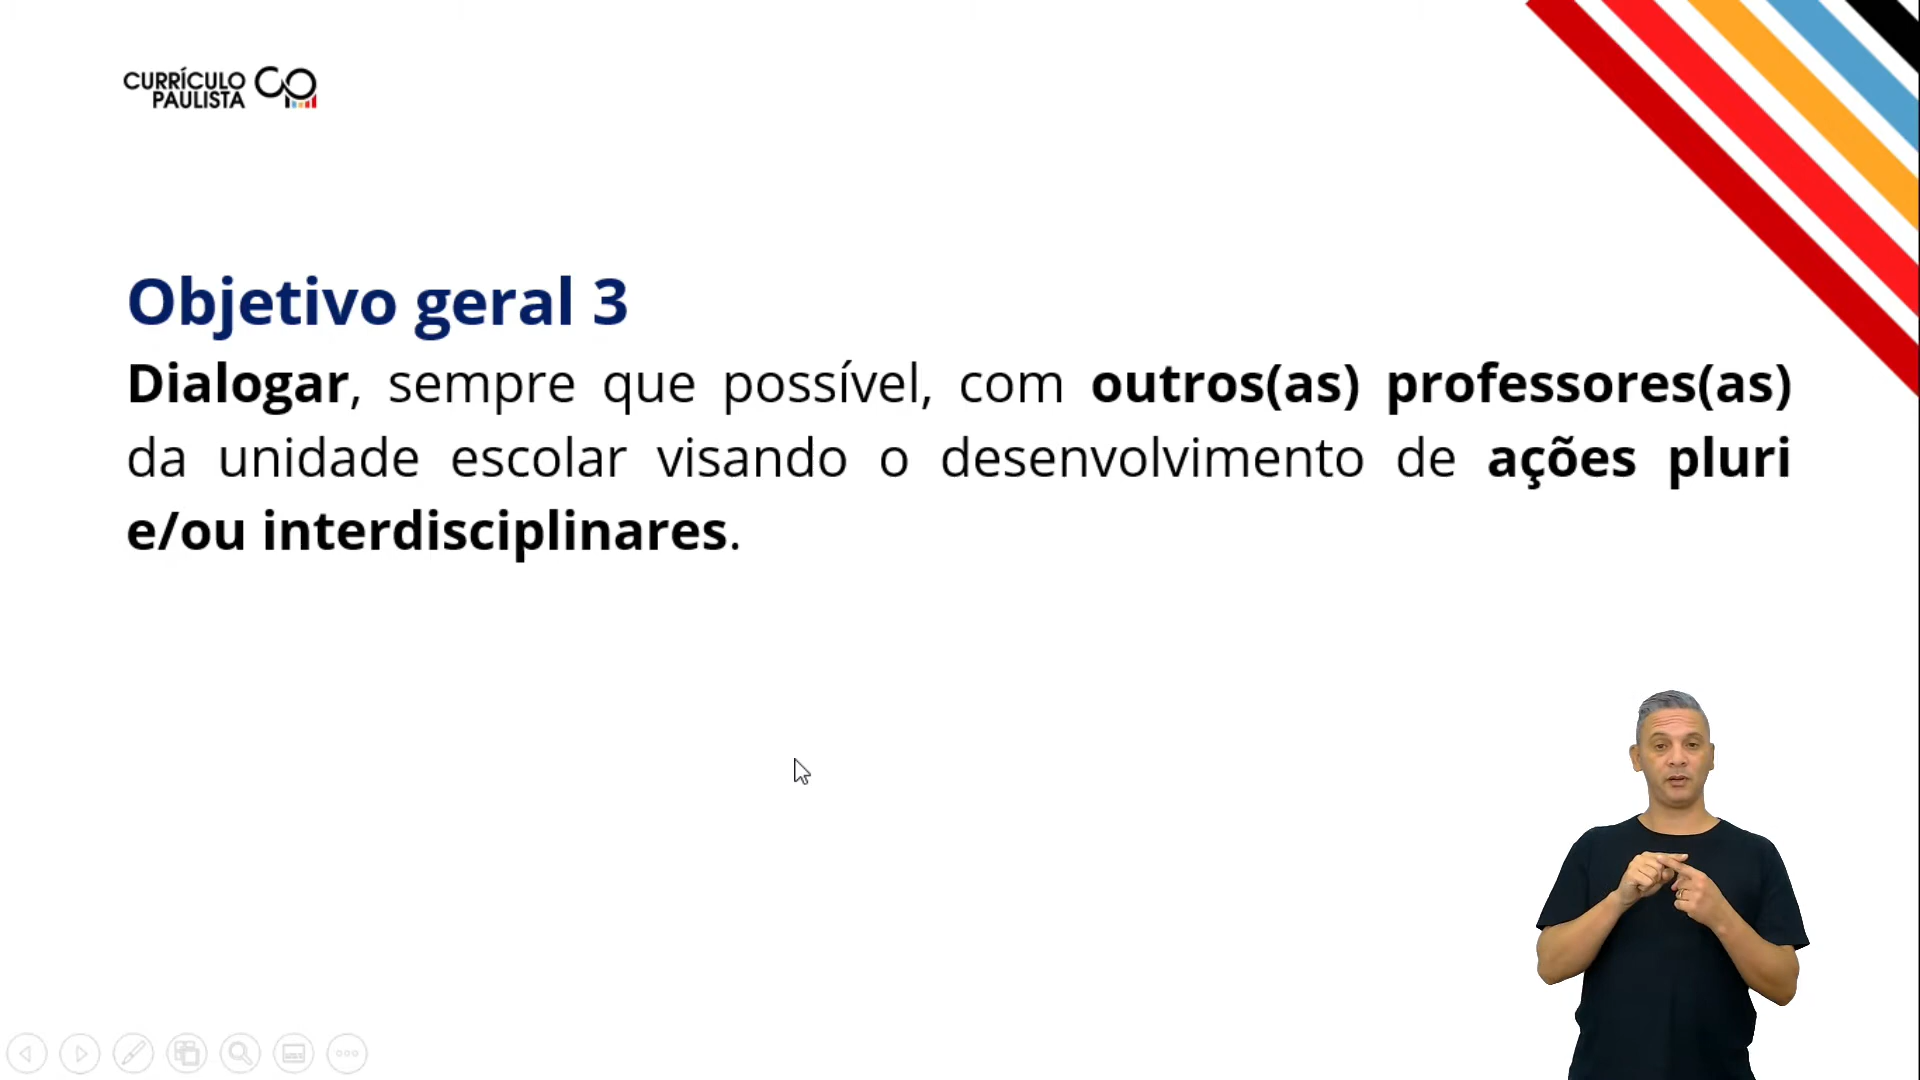 CURRÍCULO
PAULISTA
Objetivo geral 3
Dialogar, sempre que possível, com outros(as) professores(as)
da unidade escolar visando o desenvolvimento de ações pluri
e/ou interdisciplinares.